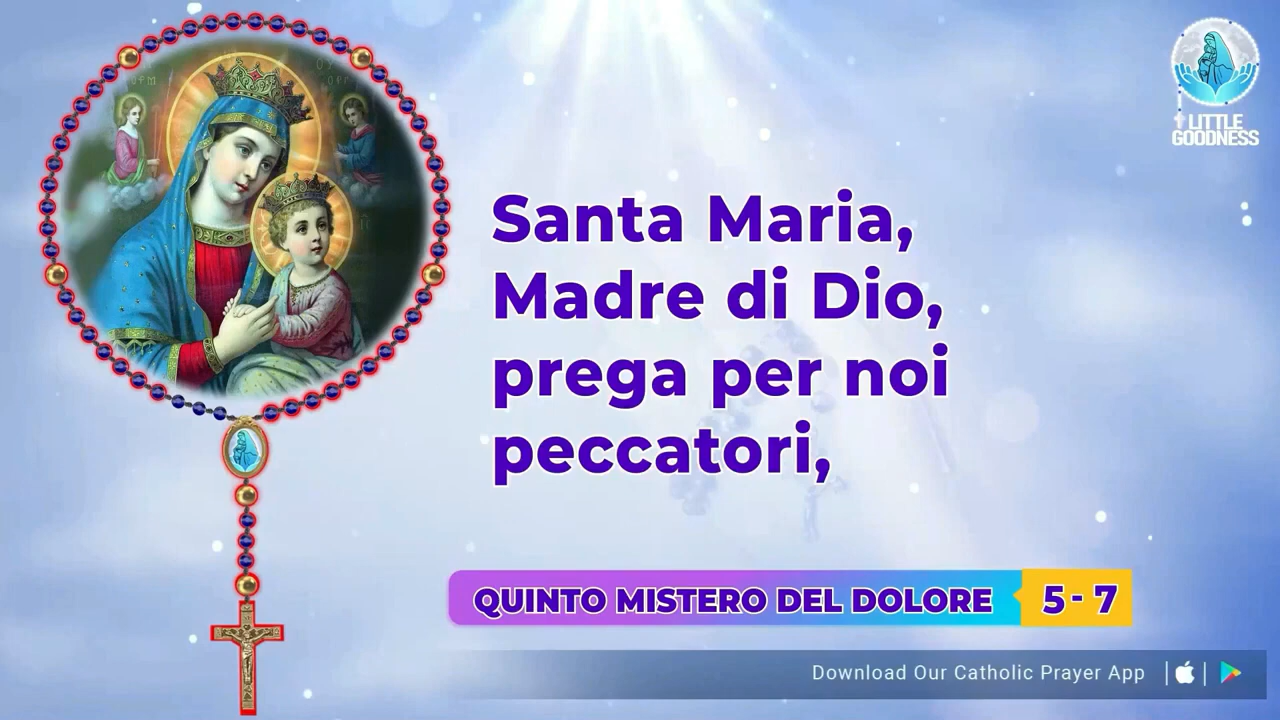 LITTLE
GOODNESS
Santa Maria,
Madre di Dio,
prega per noi
peccatori,
QUINTO MISTERO DEL DOLORE 5 - 7
Download Our Catholic Prayer App